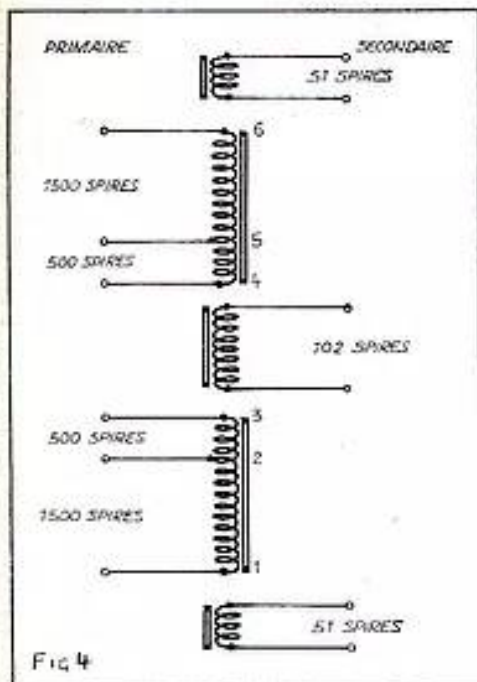 PRIMAIRE
SECONDAIRE
51 SPIRES
6
1500 SPIRES
5
500 SPIRES
4
102 SPIRES
3
500 SPIRES
2
1500 SPIRES
1
51 SPIRES
FIG 4